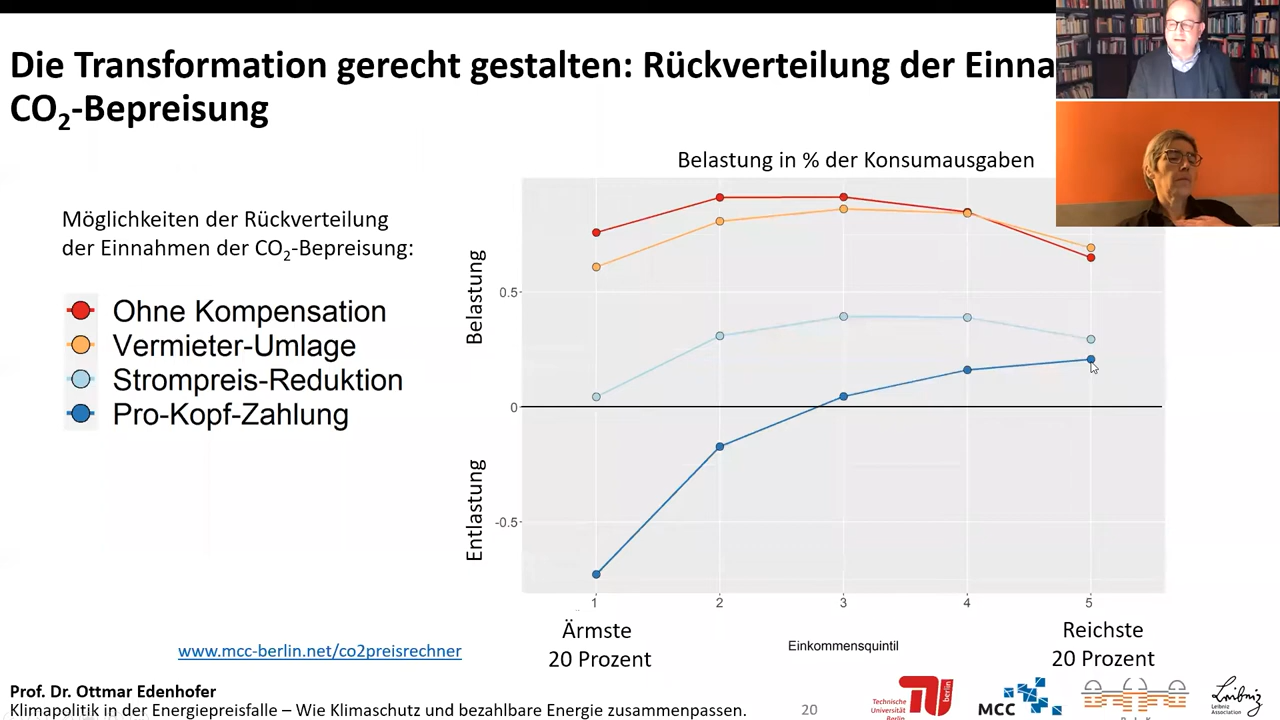 Die Transformation gerecht gestalten: Rückverteilung der Einna
CO₂-Bepreisung
Belastung in % der Konsumausgaben
Möglichkeiten der Rückverteilung
der Einnahmen der CO₂-Bepreisung:
Ohne Kompensation
Vermieter-Umlage
Strompreis-Reduktion
Pro-Kopf-Zahlung
Belastung
Entlastung
0.5
0
-0.5
1 2 3 4 5
Ärmste
20 Prozent
Einkommensquintil
Reichste
20 Prozent
www.mcc-berlin.net/co2preisrechner
Prof. Dr. Ottmar Edenhofer
Klimapolitik in der Energiepreisfalle – Wie Klimaschutz und bezahlbare Energie zusammenpassen.
20
Technische
Universität
Berlin
berlin
MCC
P I K
Leibniz
Leibniz
Association